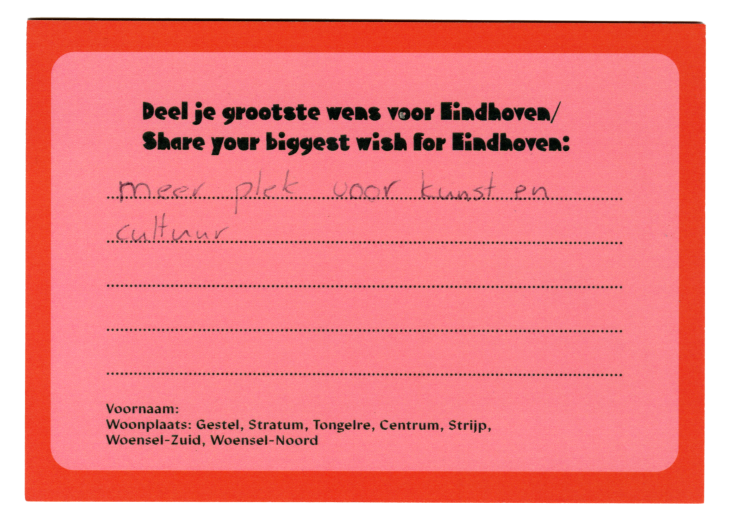 Deel je grootste wens voor Eindhoven/
Share your biggest wish for Eindhoven:
meer plek voor kunst en
cultuur
Voornaam:
Woonplaats: Gestel, Stratum, Tongelre, Centrum, Strijp,
Woensel-Zuid, Woensel-Noord